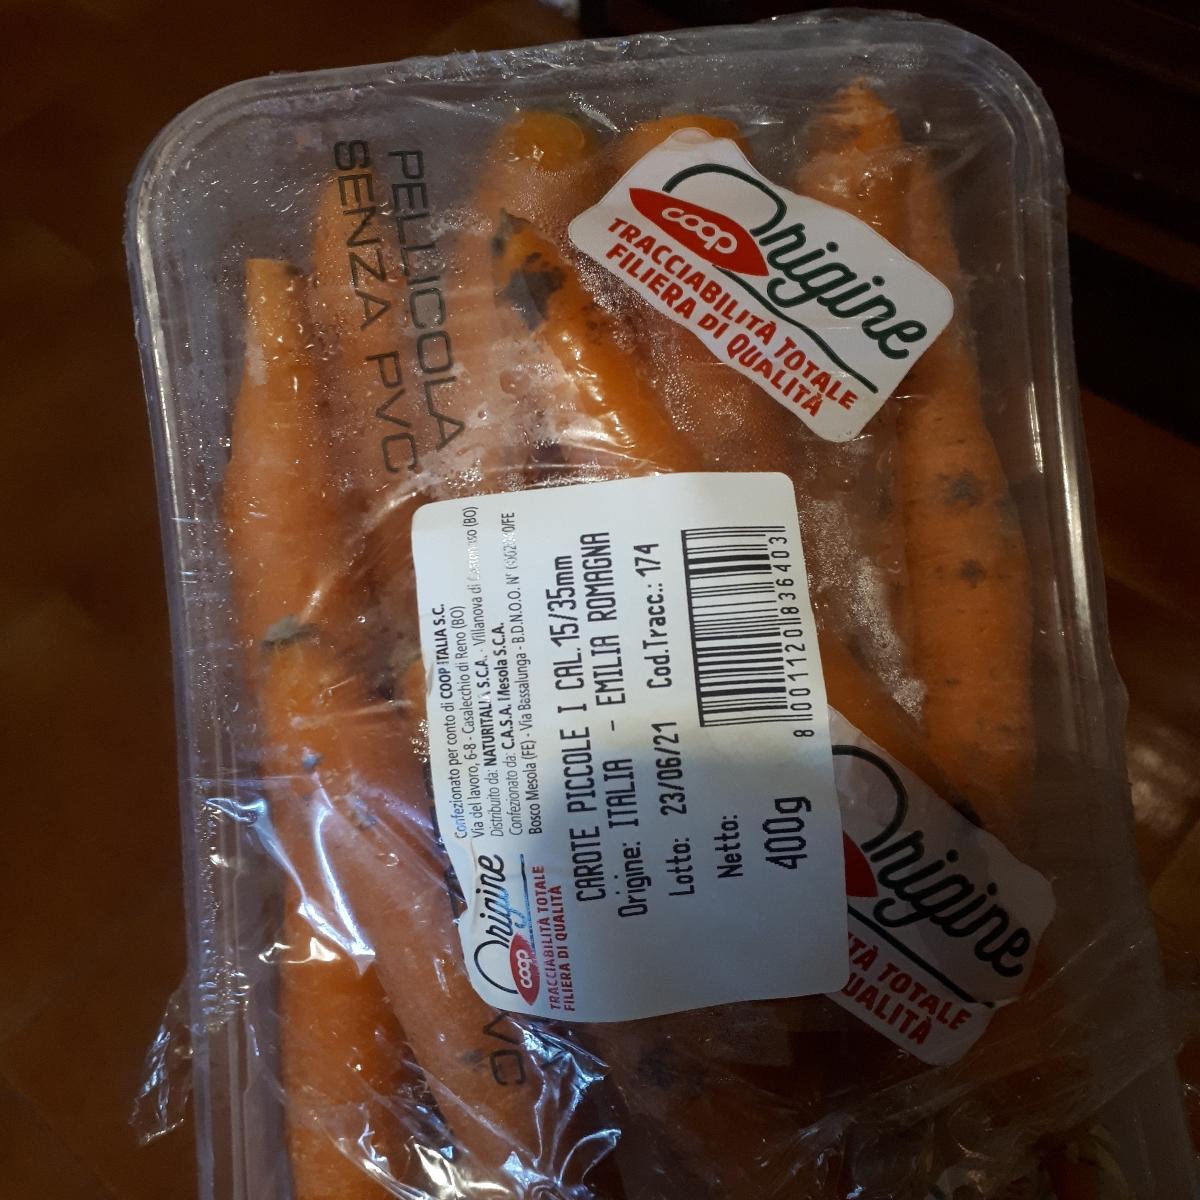 PELLICOLA
SENZA PVC
coop Origine
TRACCIABILITÀ TOTALE
FILIERA DI QUALITÀ
Confezionato per conto di COOP ITALIA S.C.
Via del lavoro, 6-8 - Casalecchio di Reno (BO)
Distribuito da: NATURITALIA S.C.A. - Villanova di (BO)
Confezionato da: C.A.S.A. Mesola S.C.A.
Bosco Mesola (FE) - Via Bassalunga - B.D.N.O.O. N°
coop Origine
TRACCIABILITÀ TOTALE
FILIERA DI QUALITÀ
CAROTE PICCOLE I CAL.15/35mm
Origine: ITALIA - EMILIA ROMAGNA
Lotto: 23/06/21 Cod.Tracc.: 174
Netto:
400g
8 001120 836403
Origine
TÀ TOTALE
UALITÀ
VC